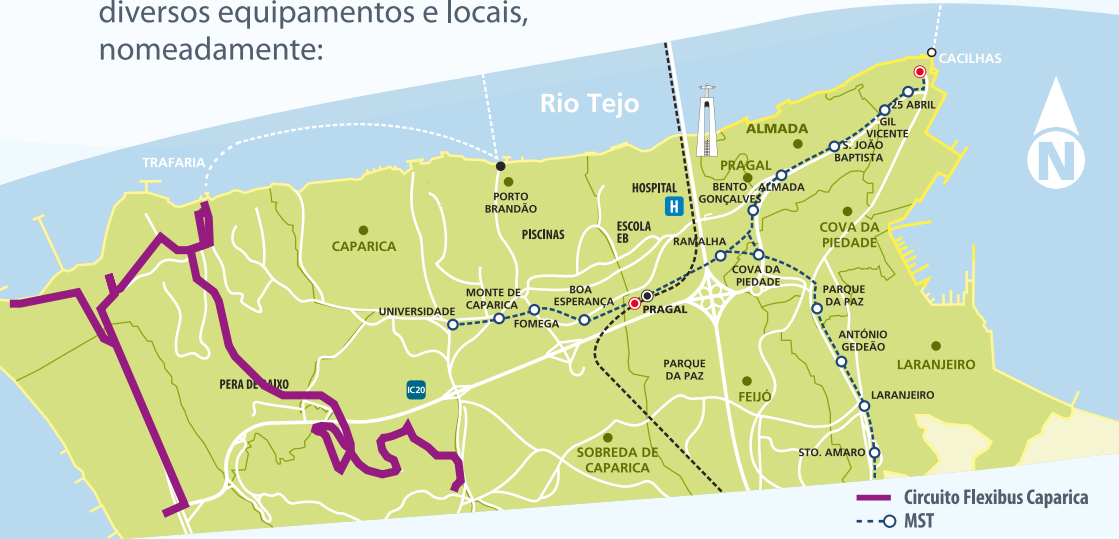 diversos equipamentos e locais,
nomeadamente:
CACILHAS
Rio Tejo
25 ABRIL
GIL
VICENTE
ALMADA
S. JOÃO
BAPTISTA
TRAFARIA
PRAGAL
HOSPITAL
H
BENTO
GONÇALVES
ALMADA
N
PORTO
BRANDÃO
PISCINAS
ESCOLA
EB
CAPARICA
RAMALHA
COVA DA
PIEDADE
COVA DA
PIEDADE
MONTE DE
CAPARICA
BOA
ESPERANÇA
UNIVERSIDADE
FOMEGA
PRAGAL
PARQUE
DA PAZ
ANTÓNIO
GEDEÃO
LARANJEIRO
PARQUE
DA PAZ
PERA DE BAIXO
IC20
FEIJÓ
LARANJEIRO
SOBREDA DE
CAPARICA
STO. AMARO
Circuito Flexibus Caparica
MST